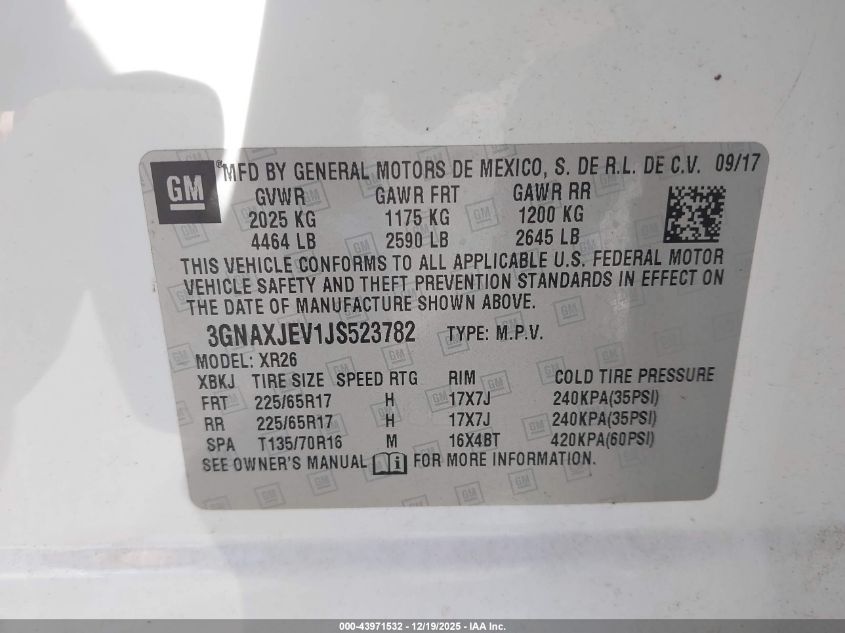 GM ® MFD BY GENERAL MOTORS DE MEXICO, S. DE R.L. DE C.V. 09/17
GVWR GAWR FRT GAWR RR
2025 KG 1175 KG 1200 KG
4464 LB 2590 LB 2645 LB
THIS VEHICLE CONFORMS TO ALL APPLICABLE U.S. FEDERAL MOTOR
VEHICLE SAFETY AND THEFT PREVENTION STANDARDS IN EFFECT ON
THE DATE OF MANUFACTURE SHOWN ABOVE.
3GNAXJEV1JS523782 TYPE: M.P.V.
MODEL: XR26
XBKJ TIRE SIZE SPEED RTG RIM COLD TIRE PRESSURE
FRT 225/65R17 H 17X7J 240KPA(35PSI)
RR 225/65R17 H 17X7J 240KPA(35PSI)
SPA T135/70R16 M 16X4BT 420KPA(60PSI)
SEE OWNER'S MANUAL FOR MORE INFORMATION.
000-43971532 | 12/19/2025 - IAA Inc.